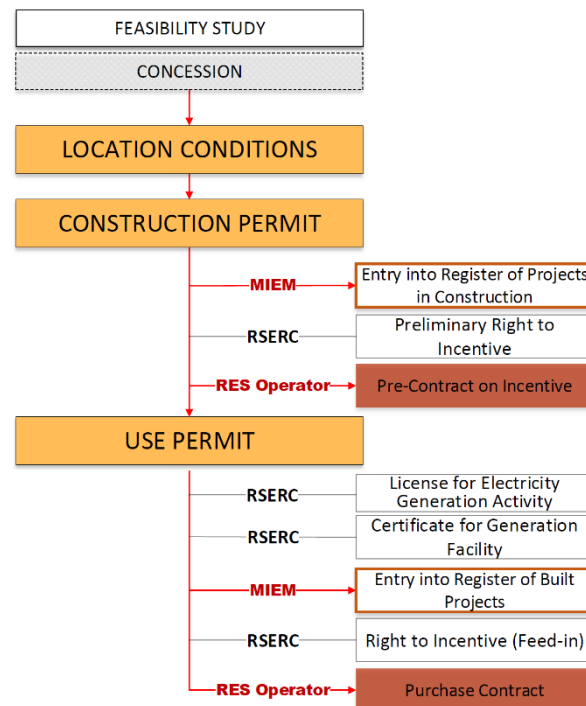 FEASIBILITY STUDY
CONCESSION
LOCATION CONDITIONS
CONSTRUCTION PERMIT
MIEM
Entry into Register of Projects
in Construction
RSERC
Preliminary Right to
Incentive
RES Operator
Pre-Contract on Incentive
USE PERMIT
RSERC
License for Electricity
Generation Activity
RSERC
Certificate for Generation
Facility
MIEM
Entry into Register of Built
Projects
RSERC
Right to Incentive (Feed-in)
RES Operator
Purchase Contract